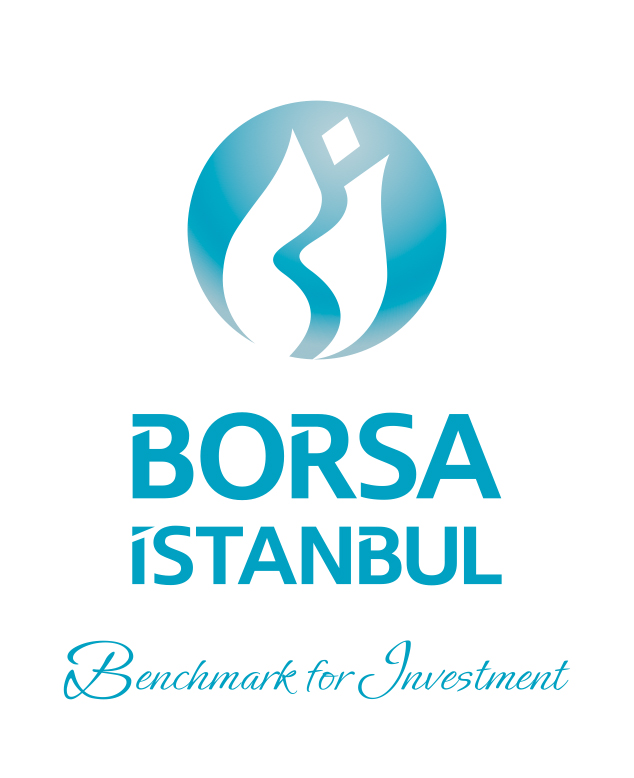 BORSA
İSTANBUL
Benchmark for Investment